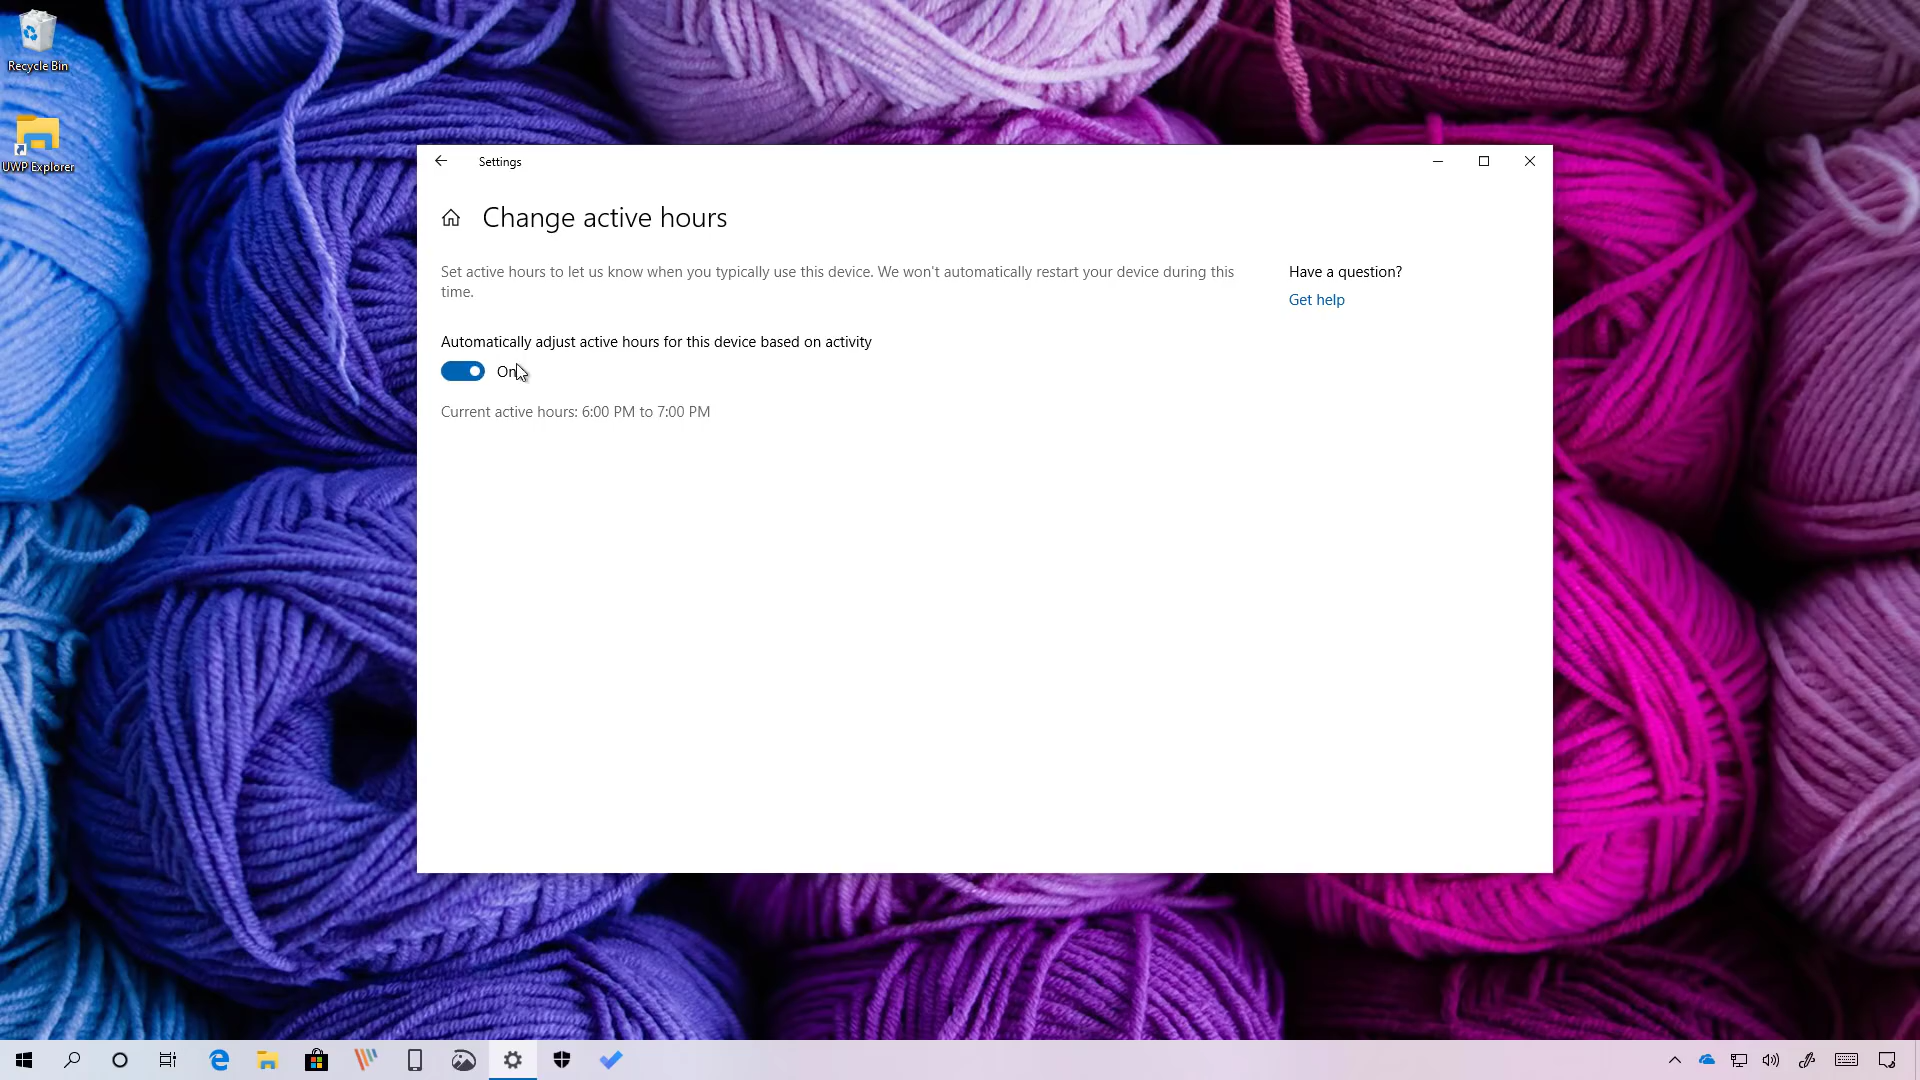 Recycle Bin
UWP Explorer
Settings
Change active hours
Set active hours to let us know when you typically use this device. We won't automatically restart your device during this
time.
Have a question?
Get help
Automatically adjust active hours for this device based on activity
On
Current active hours: 6:00 PM to 7:00 PM